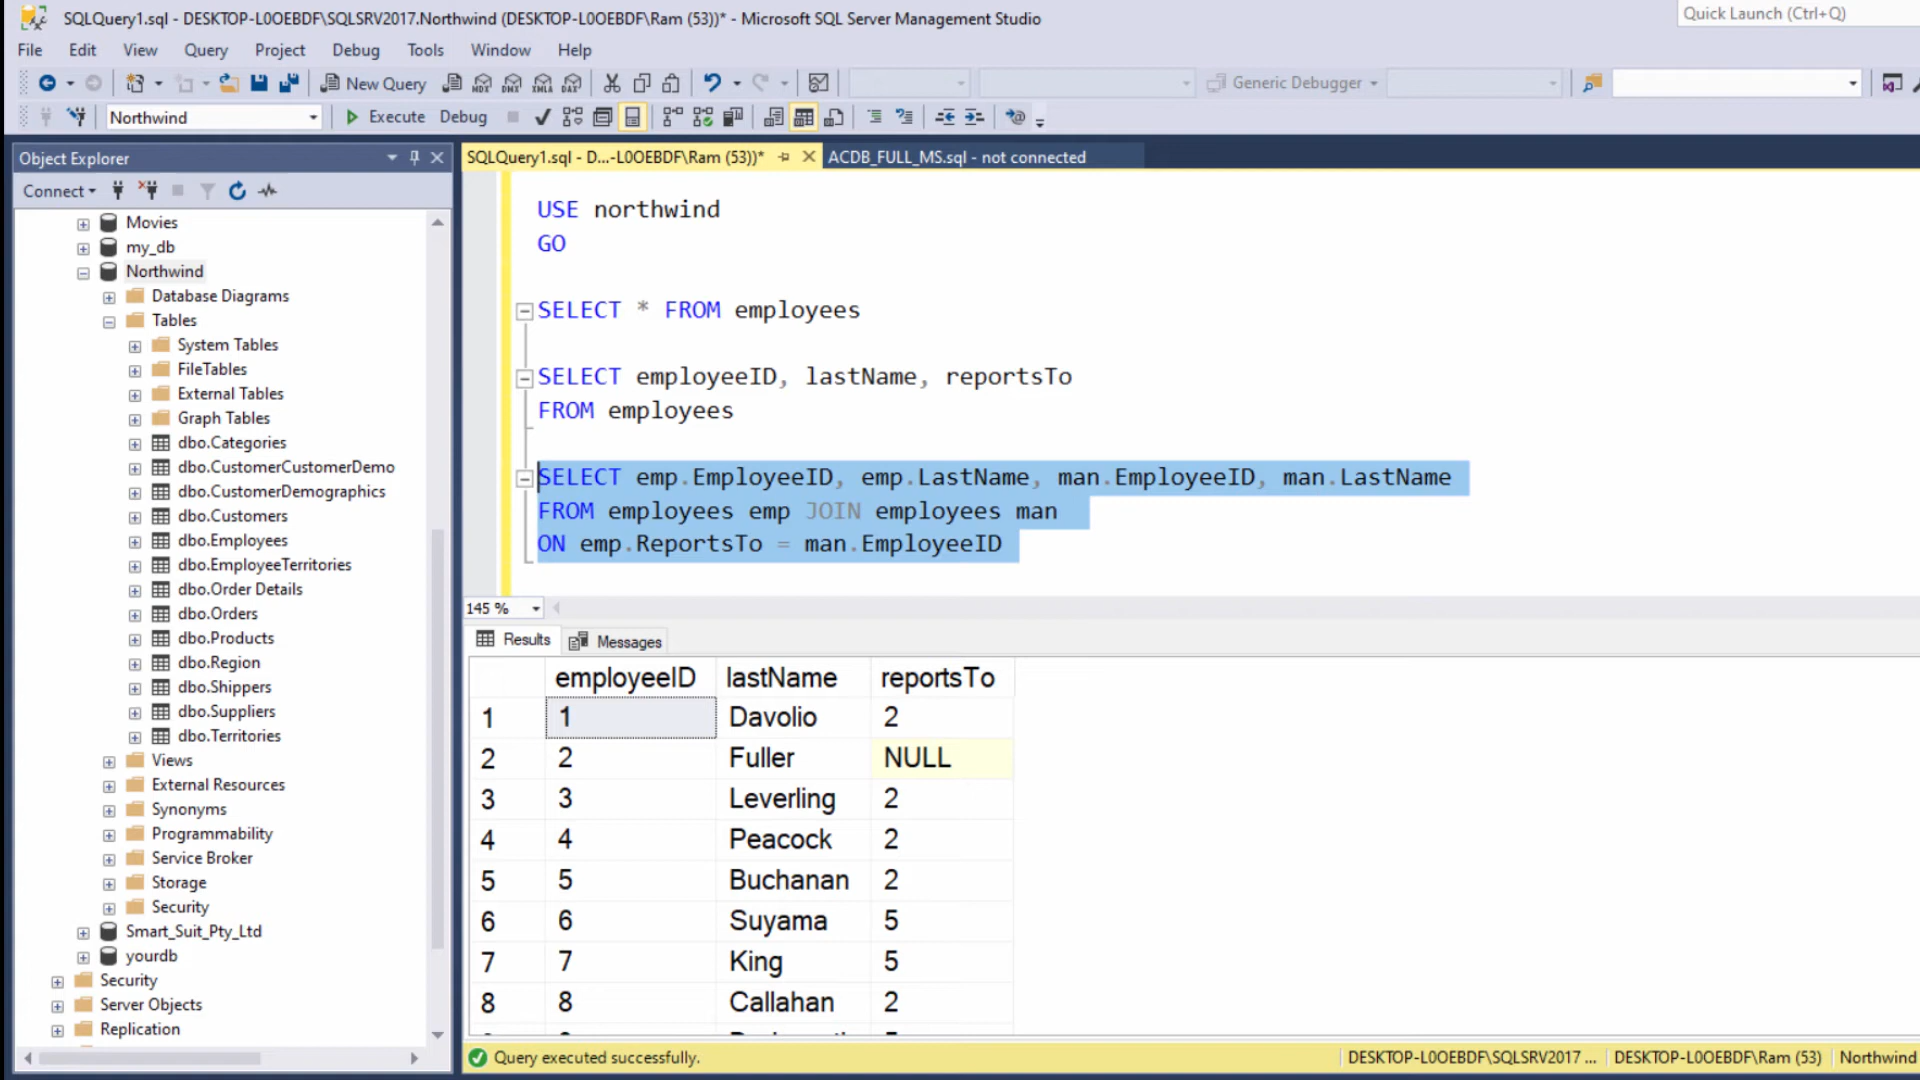 SQLQuery1.sql - DESKTOP-L0OEBDF\SQLSRV2017.Northwind (DESKTOP-L0OEBDF\Ram (53))* - Microsoft SQL Server Management Studio
Quick Launch (Ctrl+Q)
File Edit View Query Project Debug Tools Window Help
New Query
MDX DMX XMLA DAX
Generic Debugger
Northwind
Execute Debug
Object Explorer
SQLQuery1.sql - D...-L0OEBDF\Ram (53))*
ACDB_FULL_MS.sql - not connected
Connect
Movies
my_db
Northwind
Database Diagrams
Tables
System Tables
FileTables
External Tables
Graph Tables
dbo.Categories
dbo.CustomerCustomerDemo
dbo.CustomerDemographics
dbo.Customers
dbo.Employees
dbo.EmployeeTerritories
dbo.Order Details
dbo.Orders
dbo.Products
dbo.Region
dbo.Shippers
dbo.Suppliers
dbo.Territories
Views
External Resources
Synonyms
Programmability
Service Broker
Storage
Security
Smart_Suit_Pty_Ltd
yourdb
Security
Server Objects
Replication
USE northwind
GO
SELECT * FROM employees
SELECT employeeID, lastName, reportsTo
FROM employees
SELECT emp.EmployeeID, emp.LastName, man.EmployeeID, man.LastName
FROM employees emp JOIN employees man
ON emp.ReportsTo = man.EmployeeID
145 %
Results Messages
employeeID lastName reportsTo
1 1 Davolio 2
2 2 Fuller NULL
3 3 Leverling 2
4 4 Peacock 2
5 5 Buchanan 2
6 6 Suyama 5
7 7 King 5
8 8 Callahan 2
Query executed successfully.
DESKTOP-L0OEBDF\SQLSRV2017 ...
DESKTOP-L0OEBDF\Ram (53)
Northwind